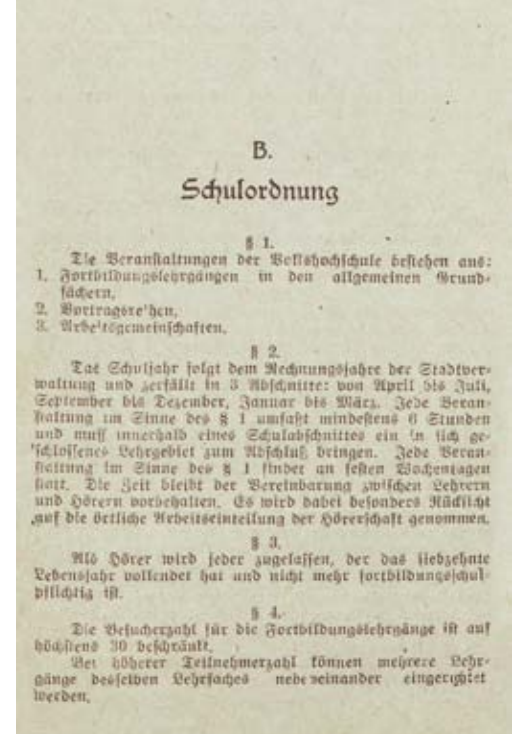 B.
Schulordnung
§ 1.
Die Veranstaltungen der Volkshochschule bestehen aus:
1. Fortbildungslehrgängen in den allgemeinen Grund-
fächern,
2. Vortragsreihen,
3. Arbeitsgemeinschaften.
§ 2.
Das Schuljahr folgt dem Rechnungsjahre der Stadtver-
waltung und zerfällt in 3 Abschnitte: von April bis Juli,
September bis Dezember, Januar bis März. Jede Veran-
staltung im Sinne des § 1 umfaßt mindestens 6 Stunden
und muß innerhalb eines Schulabschnittes ein in sich ge-
schlossenes Lehrgebiet zum Abschluß bringen. Jede Veran-
staltung im Sinne des § 1 findet an festen Wochentagen
statt. Die Zeit bleibt der Vereinbarung zwischen Lehrern
und Hörern vorbehalten. Es wird dabei besonders Rücksicht
auf die örtliche Arbeitseinteilung der Hörerschaft genommen.
§ 3.
Als Hörer wird jeder zugelassen, der das siebzehnte
Lebensjahr vollendet hat und nicht mehr fortbildungsschul-
pflichtig ist.
§ 4.
Die Besucherzahl für die Fortbildungslehrgänge ist auf
höchstens 30 beschränkt.
Bei höherer Teilnehmerzahl können mehrere Lehr-
gänge desselben Lehrfaches nebeneinander eingerichtet
werden.